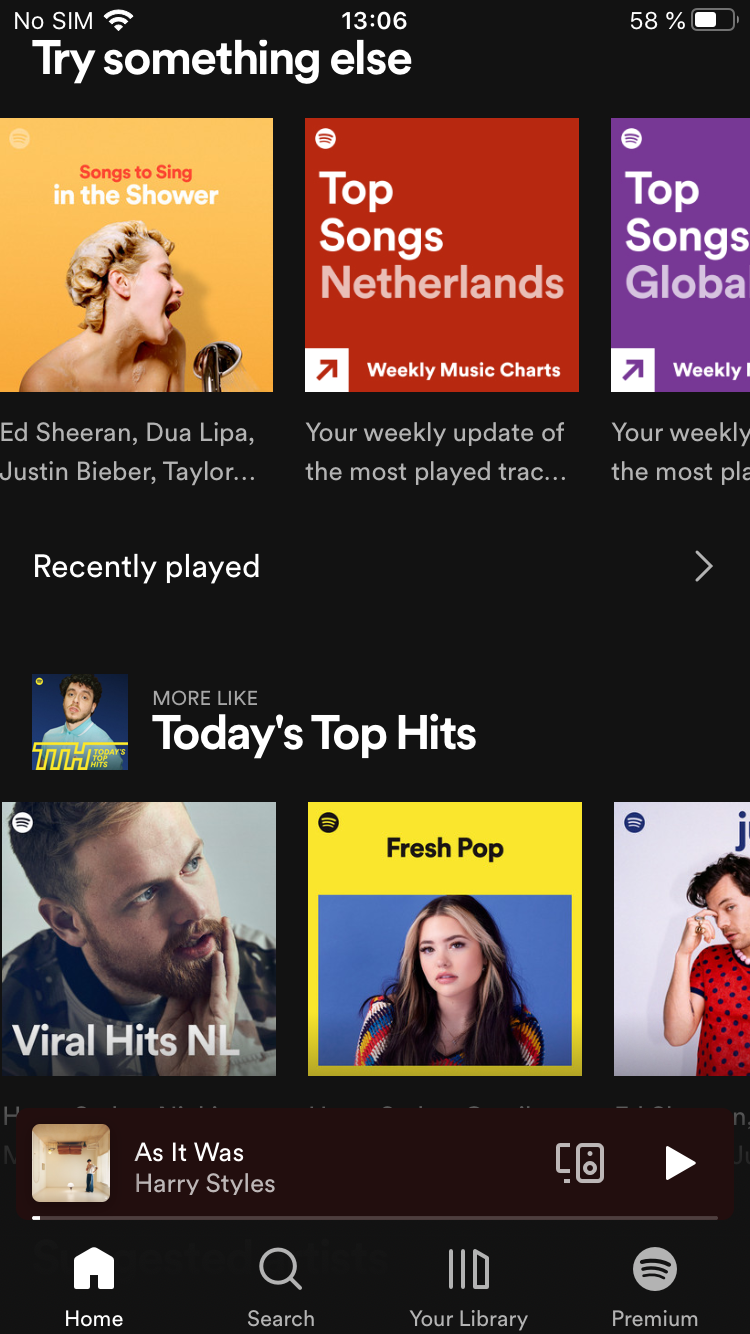 No SIM 13:06 58 %
Try something else
Songs to Sing
in the Shower
Top
Songs
Netherlands
Weekly Music Charts
Top
Songs
Globa
Weekly
Ed Sheeran, Dua Lipa,
Justin Bieber, Taylor...
Your weekly update of
the most played trac...
Your weekly
the most pla
Recently played
MORE LIKE
Today's Top Hits
TTH TODAY'S
TOP
HITS
Viral Hits NL
Fresh Pop
As It Was
Harry Styles
Suggested artists
Home
Search
Your Library
Premium